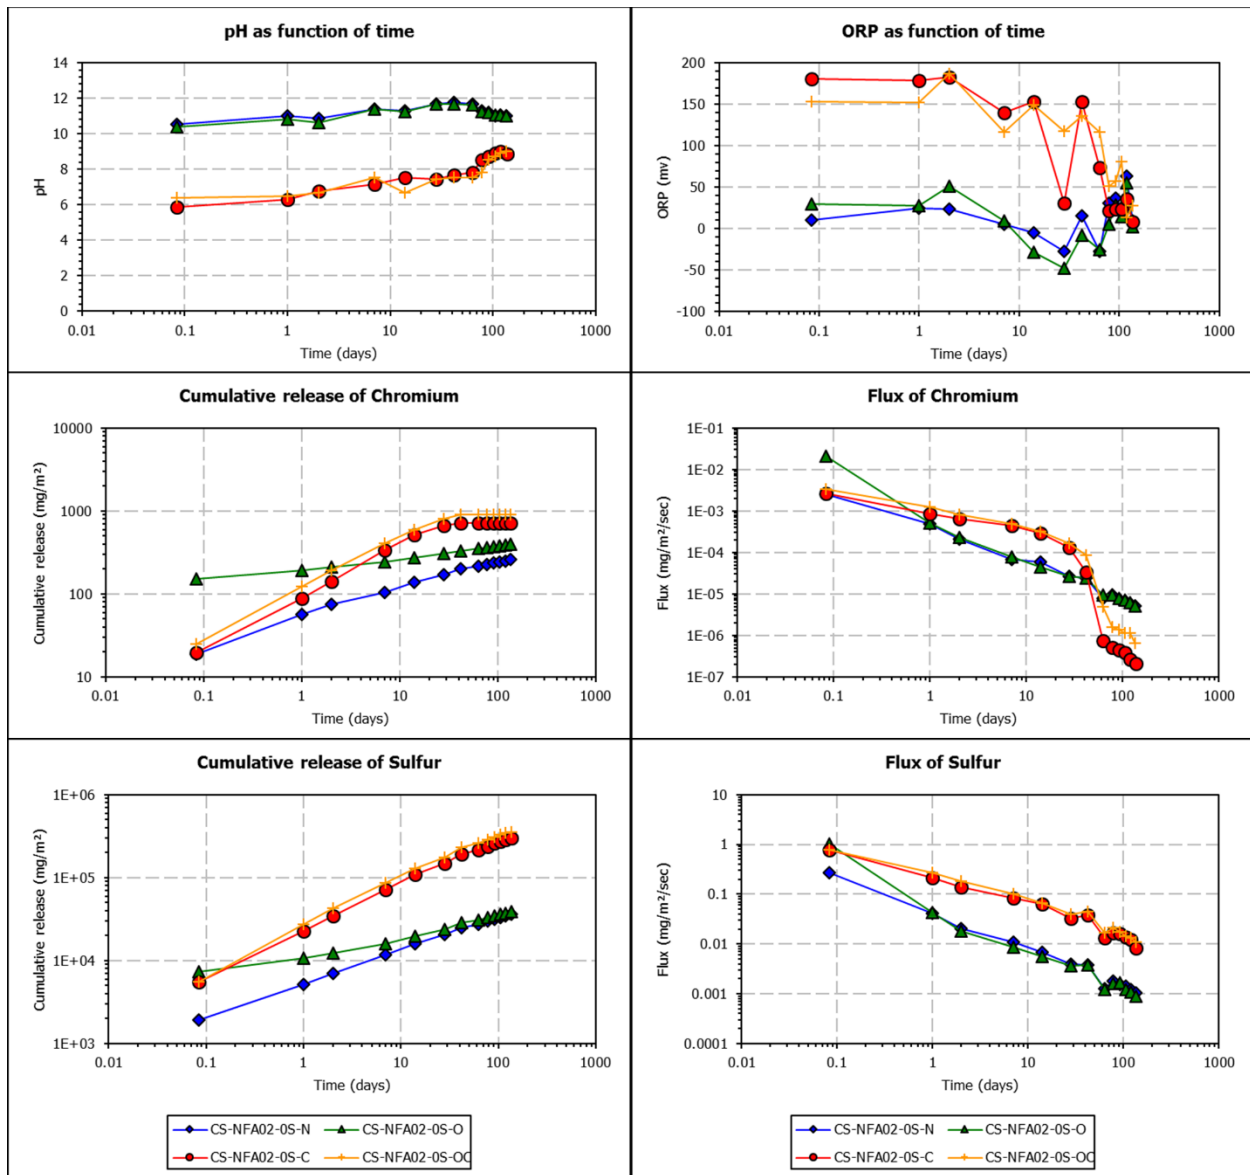 pH as function of time
14
12
10
8
6
4
2
0
pH
0.01
0.1
1
10
100
1000
Time (days)
ORP as function of time
200
150
100
50
0
-50
-100
ORP (mv)
0.01
0.1
1
10
100
1000
Time (days)
Cumulative release of Chromium
10000
1000
100
10
Cumulative release (mg/m²)
0.01
0.1
1
10
100
1000
Time (days)
Flux of Chromium
1E-01
1E-02
1E-03
1E-04
1E-05
1E-06
1E-07
Flux (mg/m²/sec)
0.01
0.1
1
10
100
1000
Time (days)
Cumulative release of Sulfur
1E+06
1E+05
1E+04
1E+03
Cumulative release (mg/m²)
0.01
0.1
1
10
100
1000
Time (days)
Flux of Sulfur
10
1
0.1
0.01
0.001
0.0001
Flux (mg/m²/sec)
0.01
0.1
1
10
100
1000
Time (days)
CS-NFA02-0S-N
CS-NFA02-0S-O
CS-NFA02-0S-C
CS-NFA02-0S-OC
CS-NFA02-0S-N
CS-NFA02-0S-O
CS-NFA02-0S-C
CS-NFA02-0S-OC